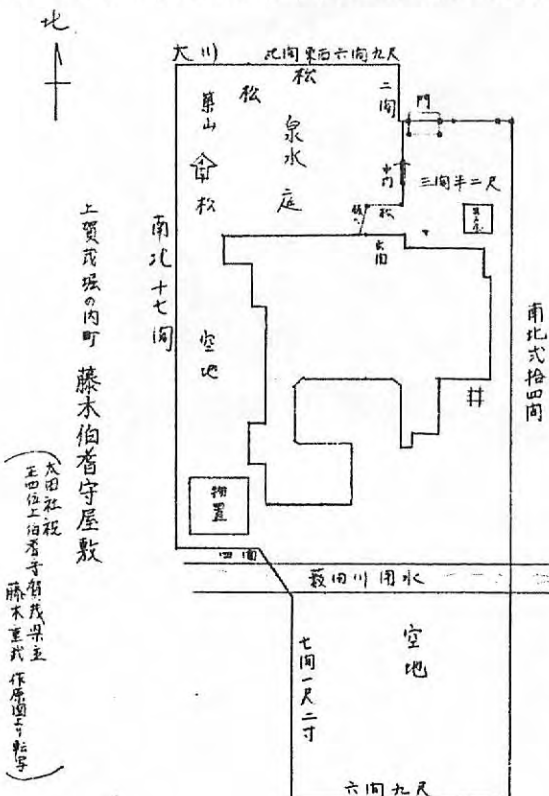 北
大川
此間東西六間九尺
松
松
築山
松
泉水庭
二間
門
中門
三間半二尺
松
玄関
井
南北十七間
空地
物置
四間
南北弐拾四間
薮田川用水
空地
七間一尺二寸
六間九尺
上賀茂堀の内町 藤木伯耆守屋敷
太田社祝
正四位上伯耆守賀茂県主
藤木重武 作原図より転写